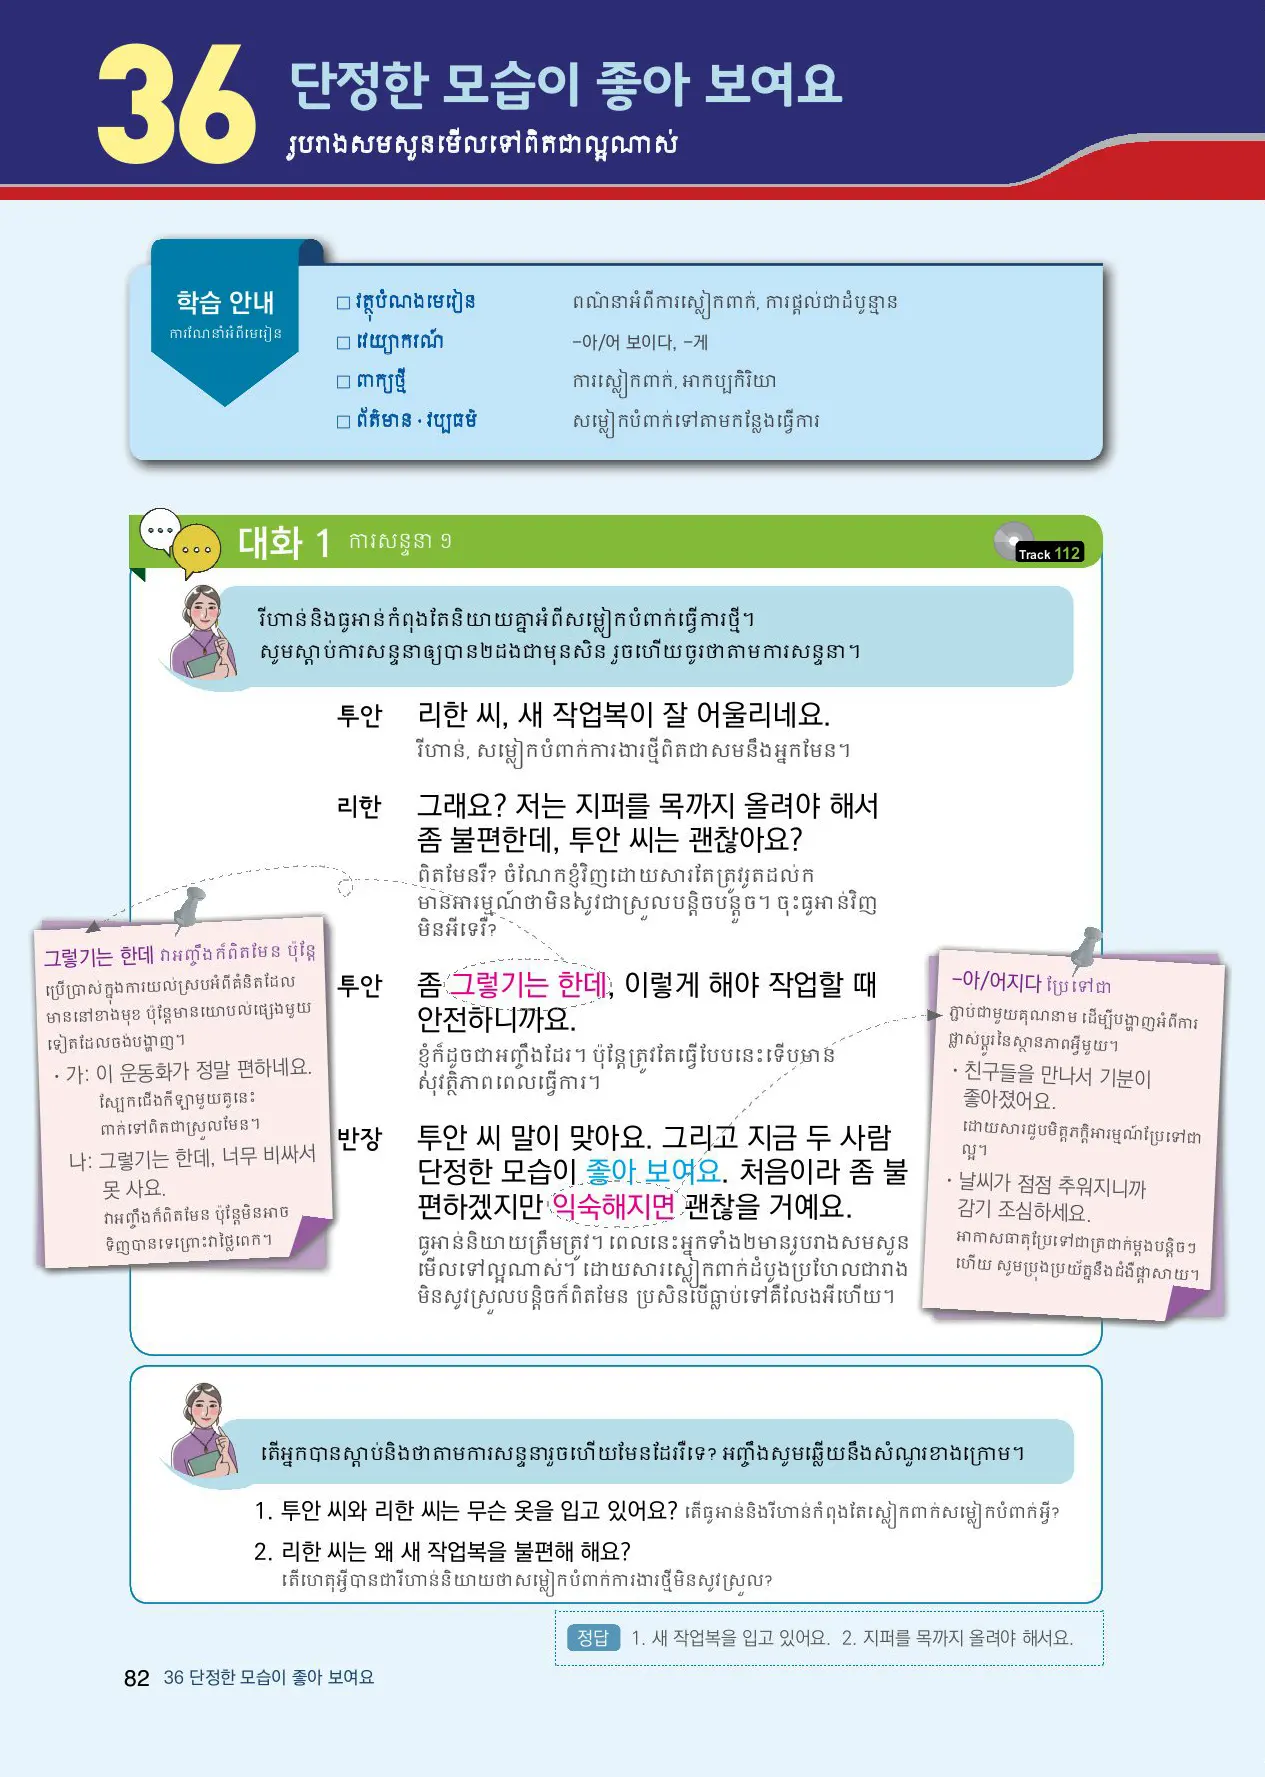 36
단정한 모습이 좋아 보여요
រូបរាងសមសួនមើលទៅពិតជាល្អណាស់
학습 안내
ការណែនាំអំពីមេរៀន
□ វត្ថុបំណងមេរៀន ពណ៌នាអំពីការស្លៀកពាក់, ការផ្តល់ជាដំបូន្មាន
□ វេយ្យាករណ៍ -아/어 보이다, -게
□ ពាក្យថ្មី ការស្លៀកពាក់, អាកប្បកិរិយា
□ ព័ត៌មាន · វប្បធម៌ សម្លៀកបំពាក់ទៅតាមកន្លែងធ្វើការ
대화 1 ការសន្ទនា ១
Track 112
រីហាន់និងធូអាន់កំពុងតែនិយាយគ្នាអំពីសម្លៀកបំពាក់ធ្វើការថ្មី។
សូមស្តាប់ការសន្ទនាឲ្យបាន២ដងជាមុនសិន រួចហើយចូរថាតាមការសន្ទនា។
투안 리한 씨, 새 작업복이 잘 어울리네요.
រីហាន់, សម្លៀកបំពាក់ការងារថ្មីពិតជាសមនឹងអ្នកមែន។
리한 그래요? 저는 지퍼를 목까지 올려야 해서
좀 불편한데, 투안 씨는 괜찮아요?
ពិតមែនរឺ? ចំណែកខ្ញុំវិញដោយសារតែត្រូវរូតដល់ក
មានអារម្មណ៍ថាមិនសូវជាស្រួលបន្តិចបន្តួច។ ចុះធូអាន់វិញ
មិនអីទេរឺ?
투안 좀 그렇기는 한데, 이렇게 해야 작업할 때
안전하니까요.
ខ្ញុំក៏ដូចជាអញ្ចឹងដែរ។ ប៉ុន្តែត្រូវតែធ្វើបែបនេះទើបមាន
សុវត្ថិភាពពេលធ្វើការ។
반장 투안 씨 말이 맞아요. 그리고 지금 두 사람
단정한 모습이 좋아 보여요. 처음이라 좀 불
편하겠지만 익숙해지면 괜찮을 거예요.
ធូអាន់និយាយត្រឹមត្រូវ។ ពេលនេះអ្នកទាំង២មានរូបរាងសមសួន
មើលទៅល្អណាស់។ ដោយសារស្លៀកពាក់ដំបូងប្រហែលជារាង
មិនសូវស្រួលបន្តិចក៏ពិតមែន ប្រសិនបើធ្លាប់ទៅគឺលែងអីហើយ។
그렇기는 한데 វាអញ្ចឹងក៏ពិតមែន ប៉ុន្តែ
ប្រើប្រាស់ក្នុងការយល់ស្របអំពីគំនិតដែល
មាននៅខាងមុខ ប៉ុន្តែមានយោបល់ផ្សេងមួយ
ទៀតដែលចង់បង្ហាញ។
· 가: 이 운동화가 정말 편하네요.
ស្បែកជើងកីឡាមួយគូនេះ
ពាក់ទៅពិតជាស្រួលមែន។
나: 그렇기는 한데, 너무 비싸서
못 사요.
វាអញ្ចឹងក៏ពិតមែន ប៉ុន្តែមិនអាច
ទិញបានទេព្រោះវាថ្លៃពេក។
-아/어지다 ប្រែទៅជា
ភ្ជាប់ជាមួយគុណនាម ដើម្បីបង្ហាញអំពីការ
ផ្លាស់ប្តូរនៃស្ថានភាពអ្វីមួយ។
· 친구들을 만나서 기분이
좋아졌어요.
ដោយសារជួបមិត្តភក្តិអារម្មណ៍ប្រែទៅជា
ល្អ។
· 날씨가 점점 추워지니까
감기 조심하세요.
អាកាសធាតុប្រែទៅជាត្រជាក់ម្តងបន្តិចៗ
ហើយ សូមប្រុងប្រយ័ត្ននឹងជំងឺផ្តាសាយ។
តើអ្នកបានស្តាប់និងថាតាមការសន្ទនារួចហើយមែនដែររឺទេ? អញ្ចឹងសូមឆ្លើយនឹងសំណួរខាងក្រោម។
1. 투안 씨와 리한 씨는 무슨 옷을 입고 있어요? តើធូអាន់និងរីហាន់កំពុងតែស្លៀកពាក់សម្លៀកបំពាក់អ្វី?
2. 리한 씨는 왜 새 작업복을 불편해 해요?
តើហេតុអ្វីបានជារីហាន់និយាយថាសម្លៀកបំពាក់ការងារថ្មីមិនសូវស្រួល?
정답 1. 새 작업복을 입고 있어요. 2. 지퍼를 목까지 올려야 해서요.
82 36 단정한 모습이 좋아 보여요